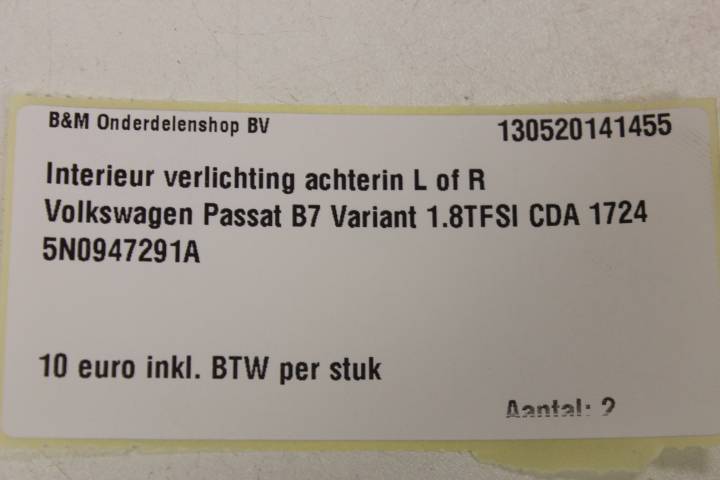 B&M Onderdelenshop BV
130520141455
Interieur verlichting achterin L of R
Volkswagen Passat B7 Variant 1.8TFSI CDA 1724
5N0947291A
10 euro inkl. BTW per stuk
Aantal: 2